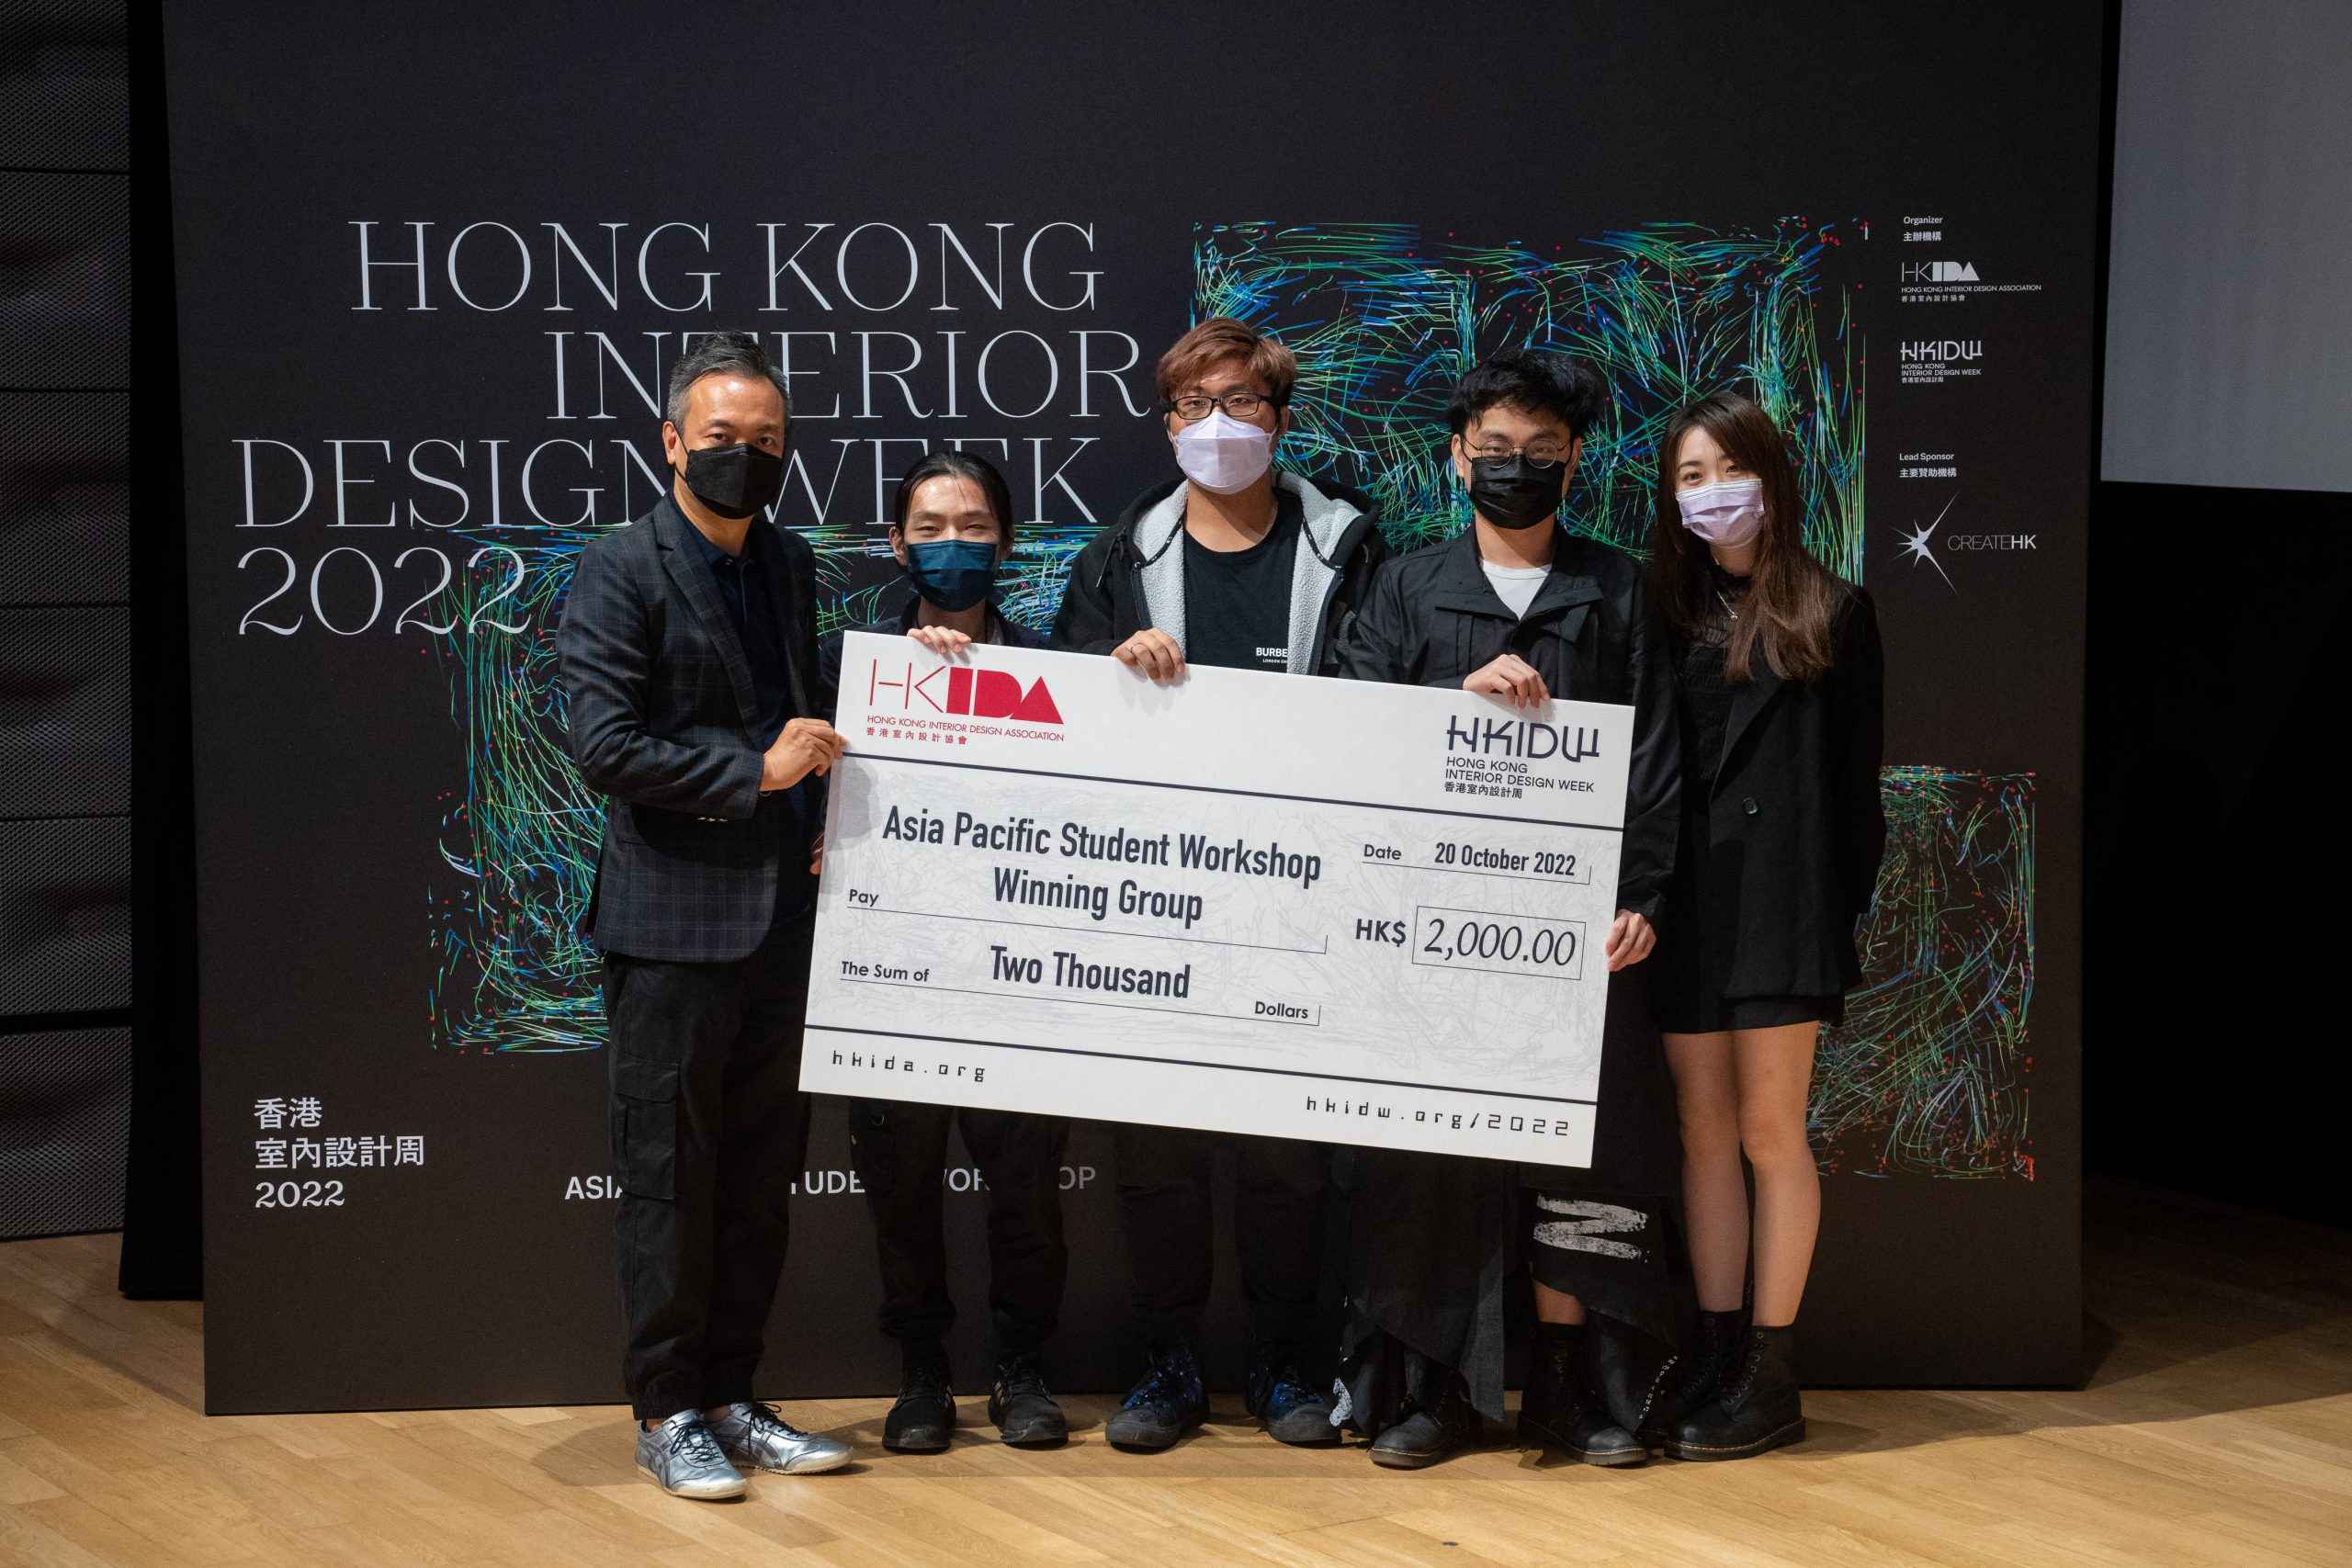 HONG KONG
INTERIOR
DESIGN WEEK
2022
Organizer
主辦機構
HKIDA
HONG KONG INTERIOR DESIGN ASSOCIATION
香港室內設計協會
HKIDW
HONG KONG
INTERIOR DESIGN WEEK
香港室內設計周
Lead Sponsor
主要贊助機構
CREATEHK
BURBE
HKIDA
HONG KONG INTERIOR DESIGN ASSOCIATION
香港室內設計協會
HKIDW
HONG KONG
INTERIOR DESIGN WEEK
香港室內設計周
Asia Pacific Student Workshop
Pay Winning Group
Date 20 October 2022
HK$ 2,000.00
The Sum of Two Thousand Dollars
hkida.org
hkidw.org/2022
香港
室內設計周
2022
ASIA TUDE WOR OP
N